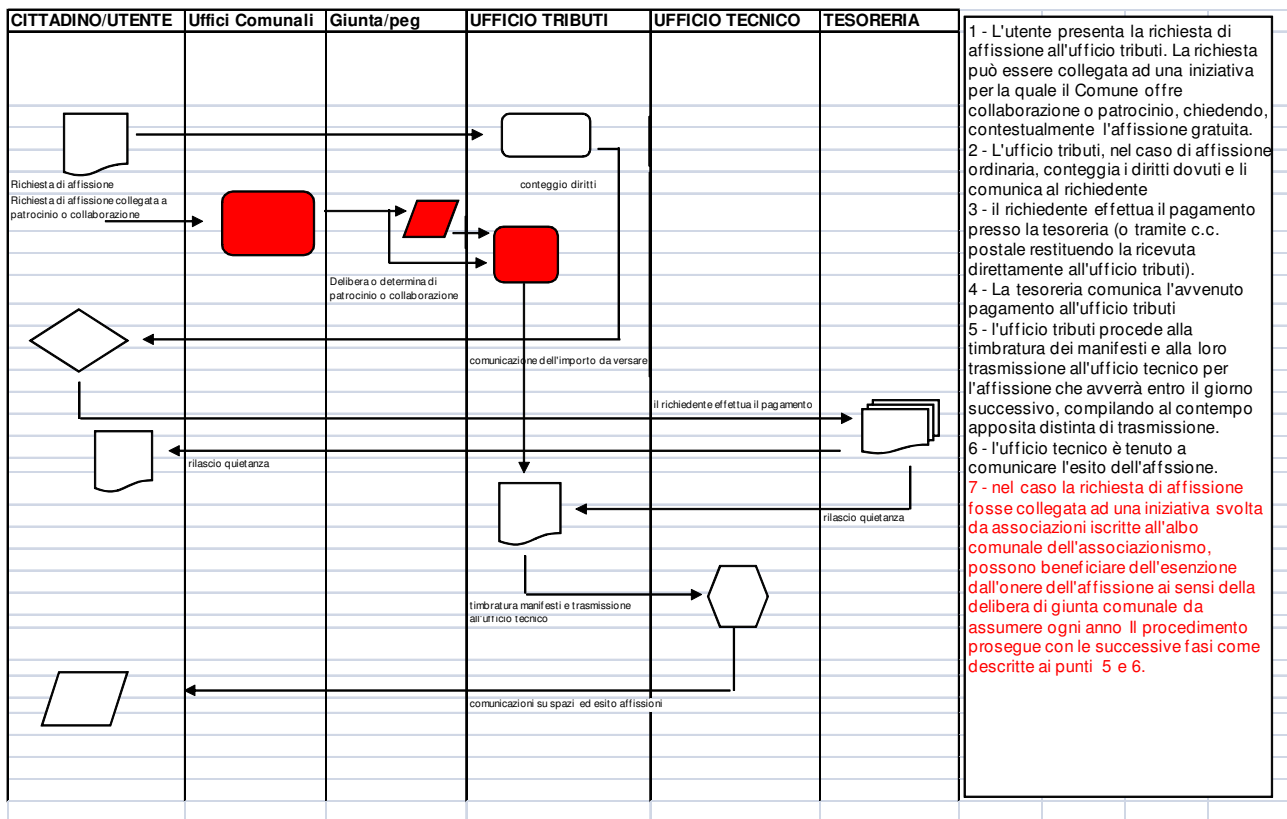 CITTADINO/UTENTE
Uffici Comunali
Giunta/peg
UFFICIO TRIBUTI
UFFICIO TECNICO
TESORERIA
Richiesta di affissione
Richiesta di affissione collegata a
patrocinio o collaborazione
conteggio diritti
Delibera o determina di
patrocinio o collaborazione
comunicazione dell'importo da versare
il richiedente effettua il pagamento
rilascio quietanza
rilascio quietanza
timbratura manifesti e trasmissione
all'ufficio tecnico
comunicazioni su spazi ed esito affissioni
1 - L'utente presenta la richiesta di
affissione all'ufficio tributi. La richiesta
può essere collegata ad una iniziativa
per la quale il Comune offre
collaborazione o patrocinio, chiedendo,
contestualmente l'affissione gratuita.
2 - L'ufficio tributi, nel caso di affissione
ordinaria, conteggia i diritti dovuti e li
comunica al richiedente
3 - il richiedente effettua il pagamento
presso la tesoreria (o tramite c.c.
postale restituendo la ricevuta
direttamente all'ufficio tributi).
4 - La tesoreria comunica l'avvenuto
pagamento all'ufficio tributi
5 - l'ufficio tributi procede alla
timbratura dei manifesti e alla loro
trasmissione all'ufficio tecnico per
l'affissione che avverrà entro il giorno
successivo, compilando al contempo
apposita distinta di trasmissione.
6 - l'ufficio tecnico è tenuto a
comunicare l'esito dell'affssione.
7 - nel caso la richiesta di affissione
fosse collegata ad una iniziativa svolta
da associazioni iscritte all'albo
comunale dell'associazionismo,
possono beneficiare dell'esenzione
dall'onere dell'affissione ai sensi della
delibera di giunta comunale da
assumere ogni anno Il procedimento
prosegue con le successive fasi come
descritte ai punti 5 e 6.